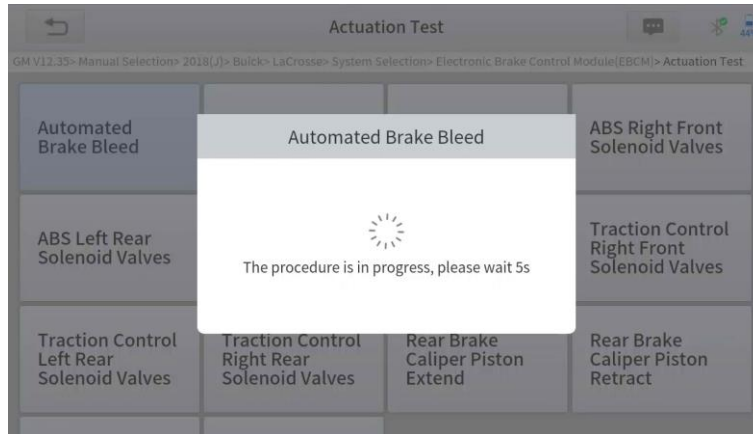 Actuation Test
GM V12.35> Manual Selection> 2018(J)> Buick> LaCrosse> System Selection> Electronic Brake Control Module(EBCM)> Actuation Test
Automated
Brake Bleed
Automated Brake Bleed
The procedure is in progress, please wait 5s
ABS Right Front
Solenoid Valves
ABS Left Rear
Solenoid Valves
Traction Control
Right Front
Solenoid Valves
Traction Control
Left Rear
Solenoid Valves
Traction Control
Right Rear
Solenoid Valves
Rear Brake
Caliper Piston
Extend
Rear Brake
Caliper Piston
Retract